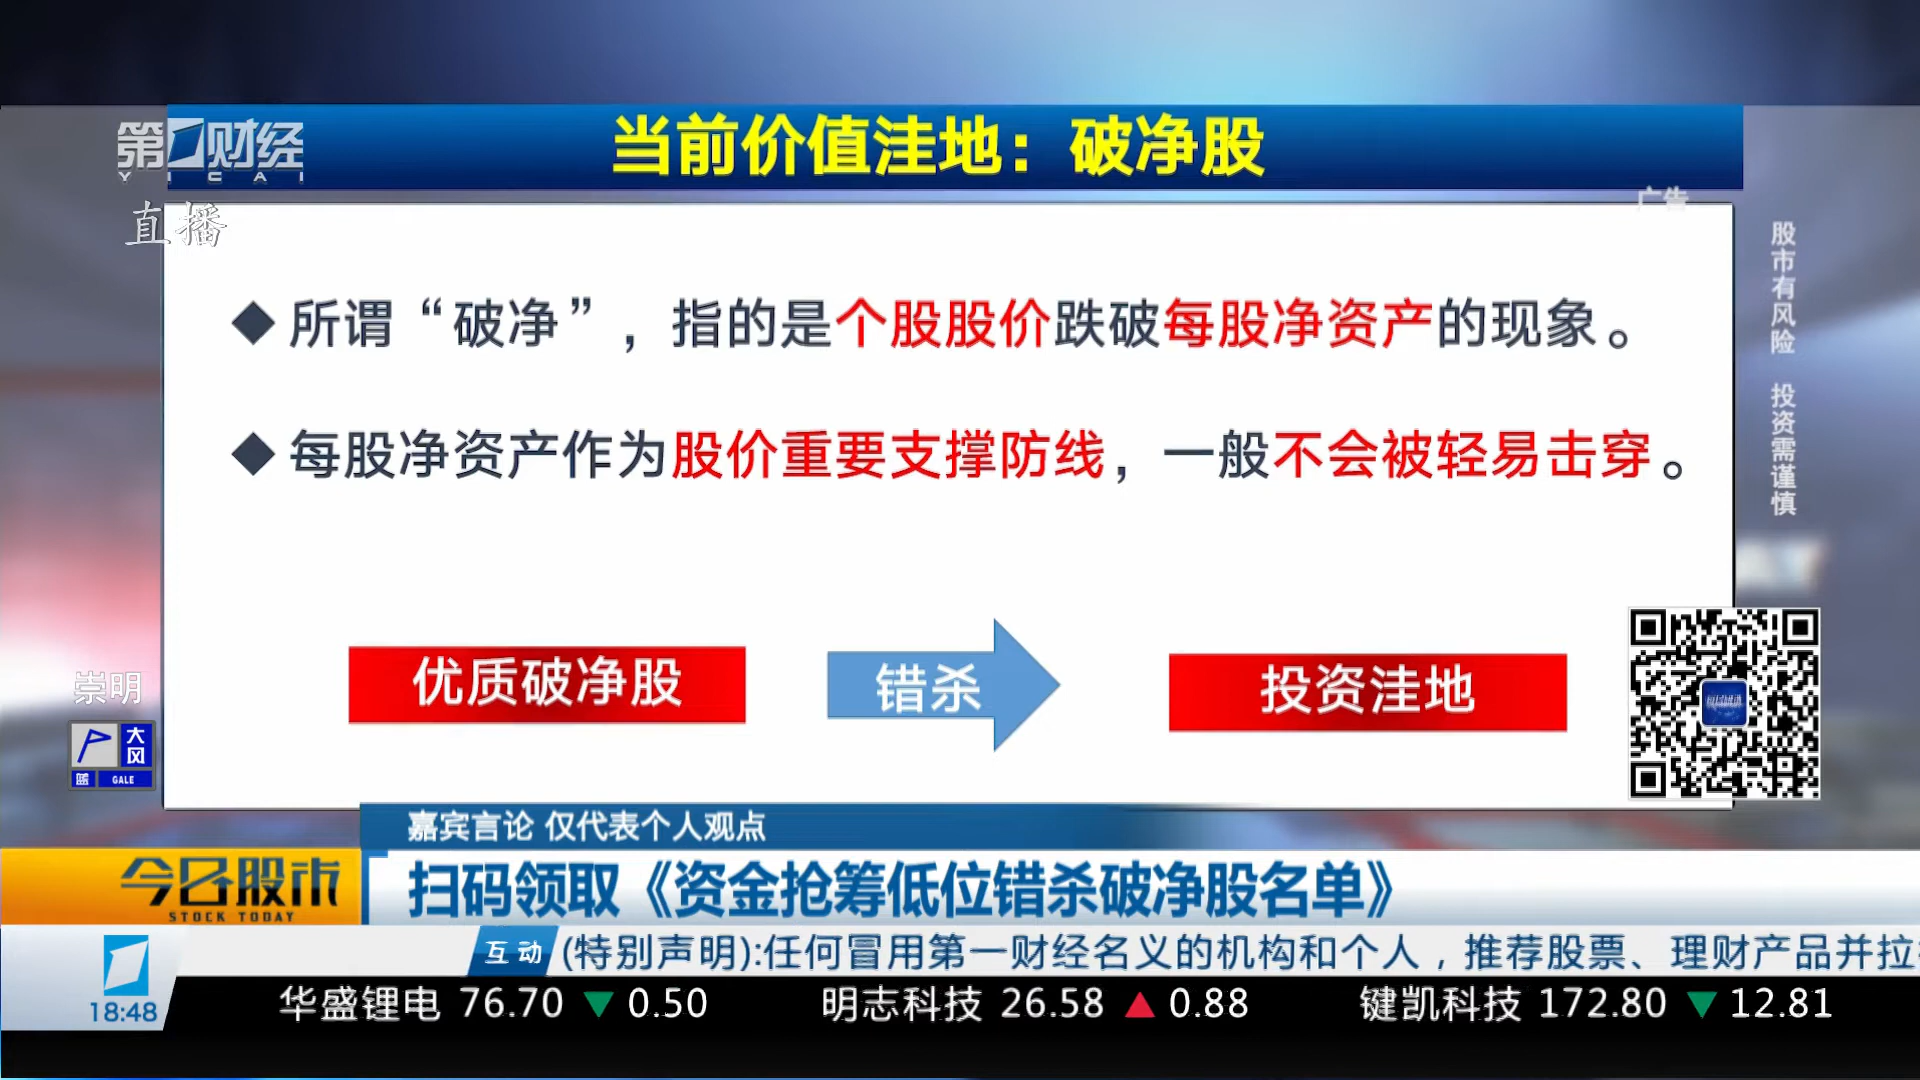 当前价值洼地：破净股
第一财经
YICAI
直播
广告
股市有风险 投资需谨慎
◆所谓“破净”，指的是个股股价跌破每股净资产的现象。
◆每股净资产作为股价重要支撑防线，一般不会被轻易击穿。
优质破净股
错杀
投资洼地
崇明
大风
蓝 GALE
嘉宾言论 仅代表个人观点
今日股市
STOCK TODAY
扫码领取《资金抢筹低位错杀破净股名单》
互动 (特别声明):任何冒用第一财经名义的机构和个人，推荐股票、理财产品并拉
18:48
华盛锂电 76.70 ▼ 0.50 明志科技 26.58 ▲ 0.88 键凯科技 172.80 ▼ 12.81